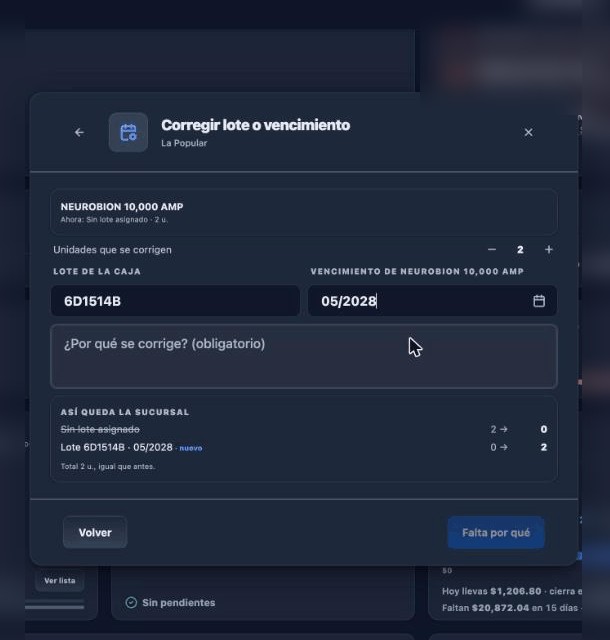 Corregir lote o vencimiento
La Popular
NEUROBION 10,000 AMP
Ahora: Sin lote asignado · 2 u.
Unidades que se corrigen
− 2 +
LOTE DE LA CAJA
VENCIMIENTO DE NEUROBION 10,000 AMP
6D1514B
05/2028
¿Por qué se corrige? (obligatorio)
ASÍ QUEDA LA SUCURSAL
Sin lote asignado 2 → 0
Lote 6D1514B · 05/2028 · nuevo 0 → 2
Total 2 u., igual que antes.
Volver
Falta por qué
Ver lista
Sin pendientes
$0
Hoy llevas $1,206.80 · cierra e
Faltan $20,872.04 en 15 días ·